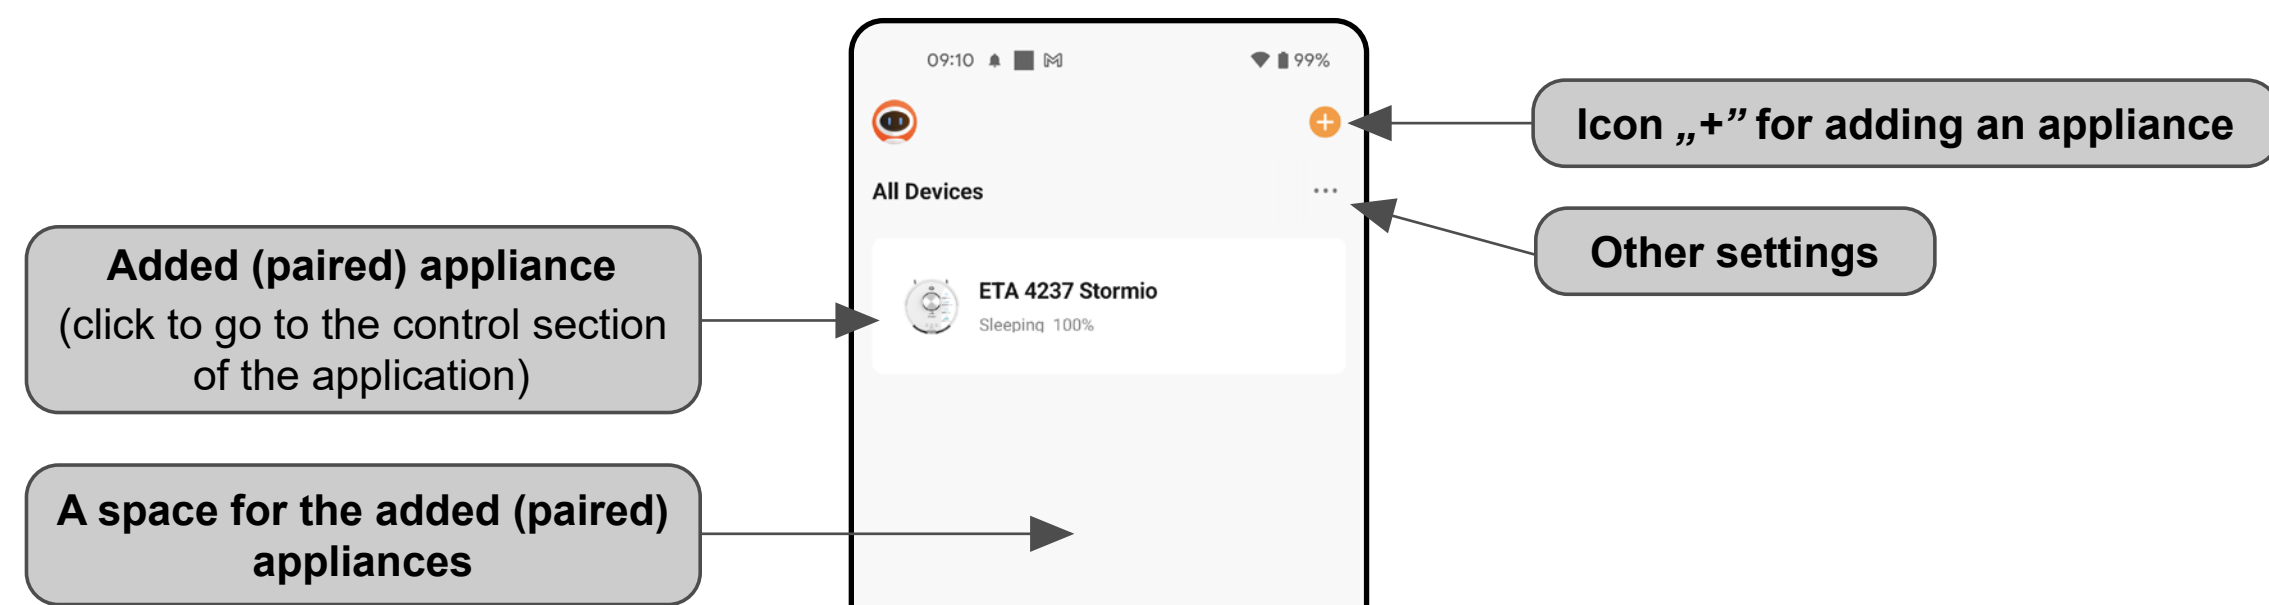 09:10
99%
Icon „+” for adding an appliance
All Devices
...
Other settings
Added (paired) appliance
(click to go to the control section
of the application)
ETA 4237 Stormio
Sleeping 100%
A space for the added (paired)
appliances